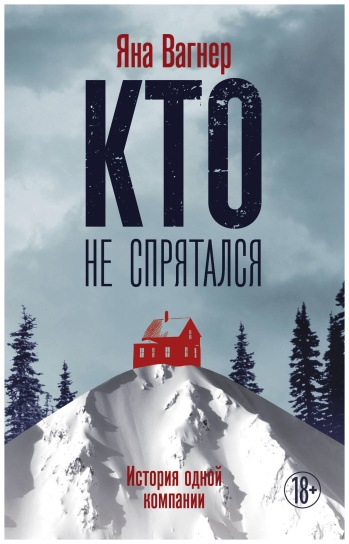 Яна Вагнер
КТО
НЕ СПРЯТАЛСЯ
История одной
компании
18+